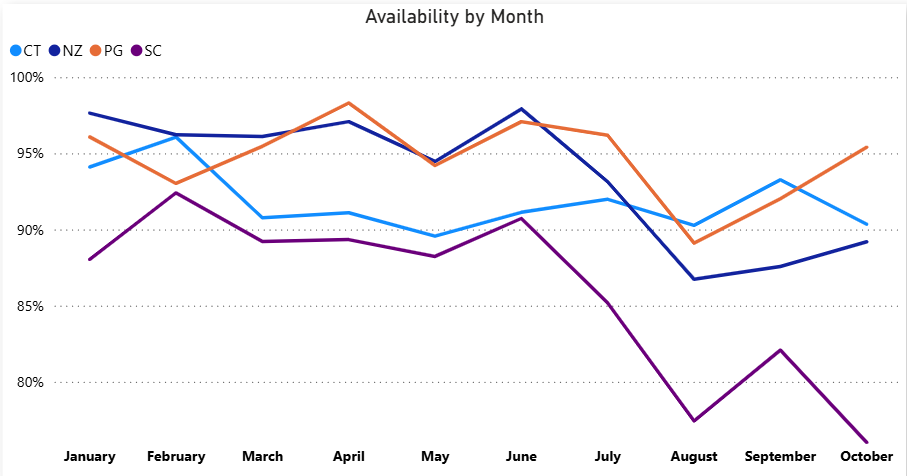 Availability by Month
CT NZ PG SC
100%
95%
90%
85%
80%
January February March April May June July August September October